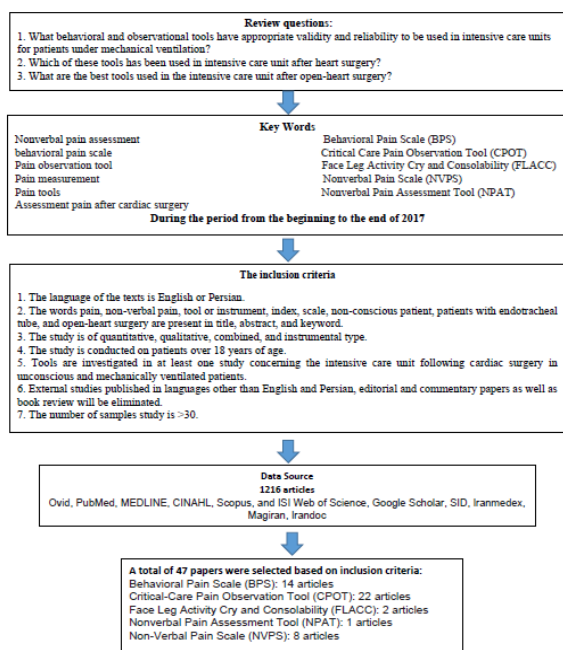 Review questions:
1. What behavioral and observational tools have appropriate validity and reliability to be used in intensive care units
for patients under mechanical ventilation?
2. Which of these tools has been used in intensive care unit after heart surgery?
3. What are the best tools used in the intensive care unit after open-heart surgery?
Key Words
Nonverbal pain assessment
behavioral pain scale
Pain observation tool
Pain measurement
Pain tools
Assessment pain after cardiac surgery
Behavioral Pain Scale (BPS)
Critical Care Pain Observation Tool (CPOT)
Face Leg Activity Cry and Consolability (FLACC)
Nonverbal Pain Scale (NVPS)
Nonverbal Pain Assessment Tool (NPAT)
During the period from the beginning to the end of 2017
The inclusion criteria
1. The language of the texts is English or Persian.
2. The words pain, non-verbal pain, tool or instrument, index, scale, non-conscious patient, patients with endotracheal
tube, and open-heart surgery are present in title, abstract, and keyword.
3. The study is of quantitative, qualitative, combined, and instrumental type.
4. The study is conducted on patients over 18 years of age.
5. Tools are investigated in at least one study concerning the intensive care unit following cardiac surgery in
unconscious and mechanically ventilated patients.
6. External studies published in languages other than English and Persian, editorial and commentary papers as well as
book review will be eliminated.
7. The number of samples study is >30.
Data Source
1216 articles
Ovid, PubMed, MEDLINE, CINAHL, Scopus, and ISI Web of Science, Google Scholar, SID, Iranmedex,
Magiran, Irandoc
A total of 47 papers were selected based on inclusion criteria:
Behavioral Pain Scale (BPS): 14 articles
Critical-Care Pain Observation Tool (CPOT): 22 articles
Face Leg Activity Cry and Consolability (FLACC): 2 articles
Nonverbal Pain Assessment Tool (NPAT): 1 articles
Non-Verbal Pain Scale (NVPS): 8 articles